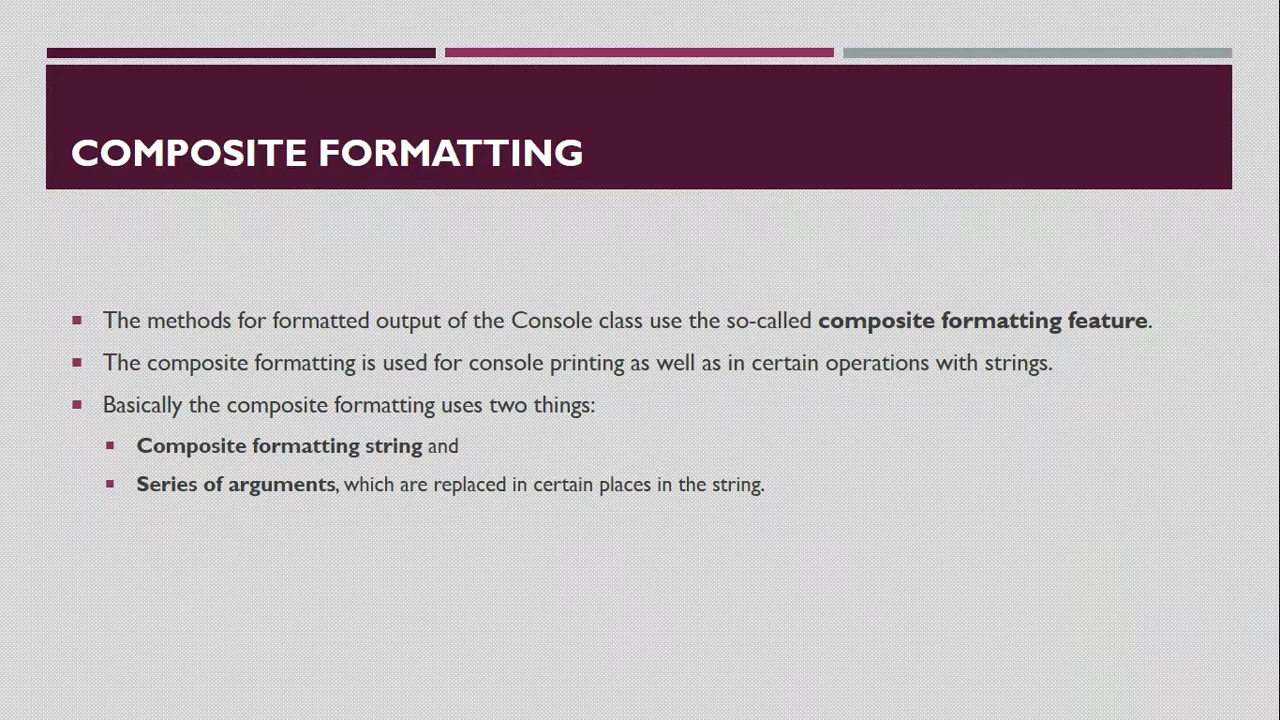 COMPOSITE FORMATTING
The methods for formatted output of the Console class use the so-called composite formatting feature.
The composite formatting is used for console printing as well as in certain operations with strings.
Basically the composite formatting uses two things:
Composite formatting string and
Series of arguments, which are replaced in certain places in the string.